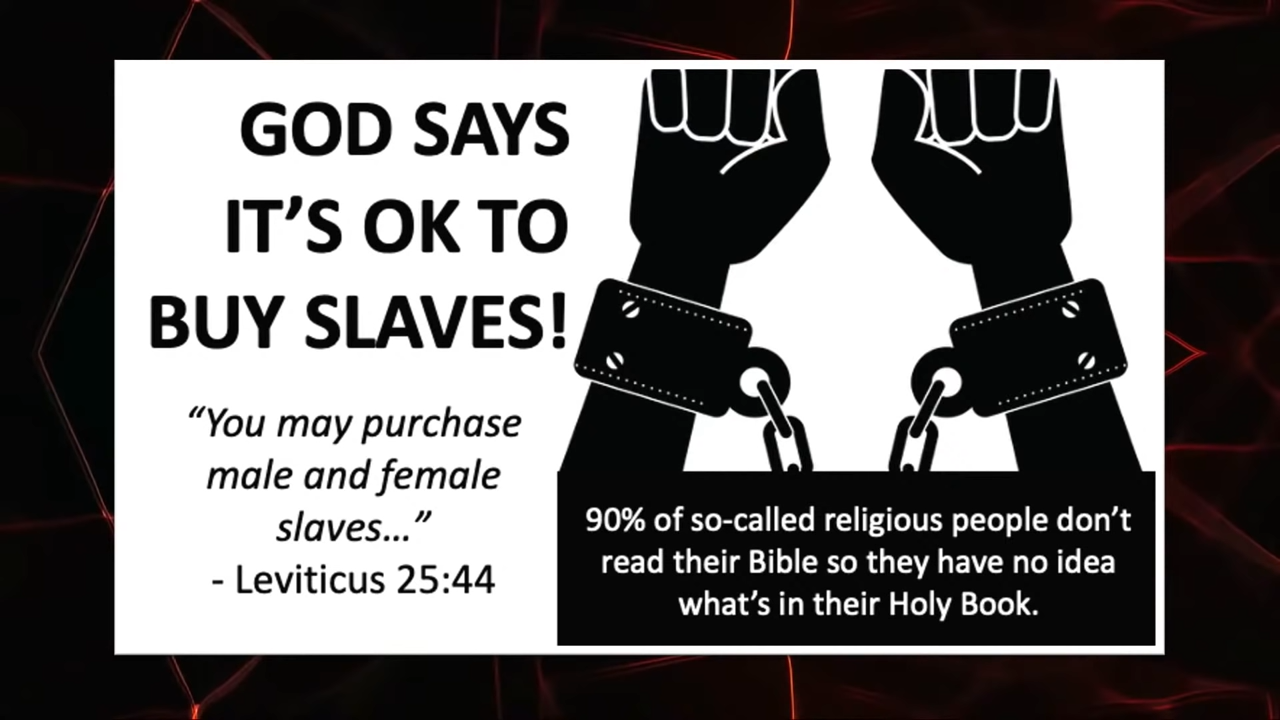 GOD SAYS
IT’S OK TO
BUY SLAVES!
“You may purchase
male and female
slaves…”
- Leviticus 25:44
90% of so-called religious people don’t
read their Bible so they have no idea
what’s in their Holy Book.